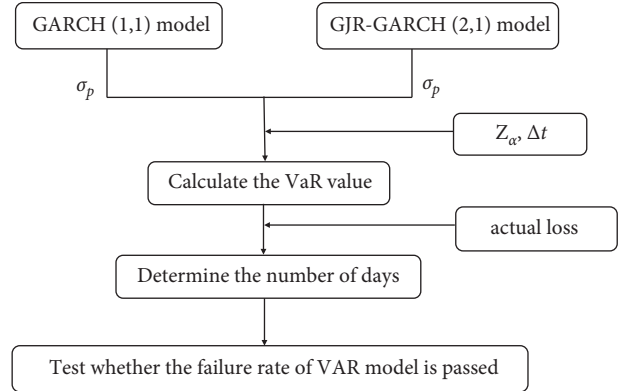 GARCH (1,1) model
GJR-GARCH (2,1) model
σp
σp
Zα, Δt
Calculate the VaR value
actual loss
Determine the number of days
Test whether the failure rate of VAR model is passed